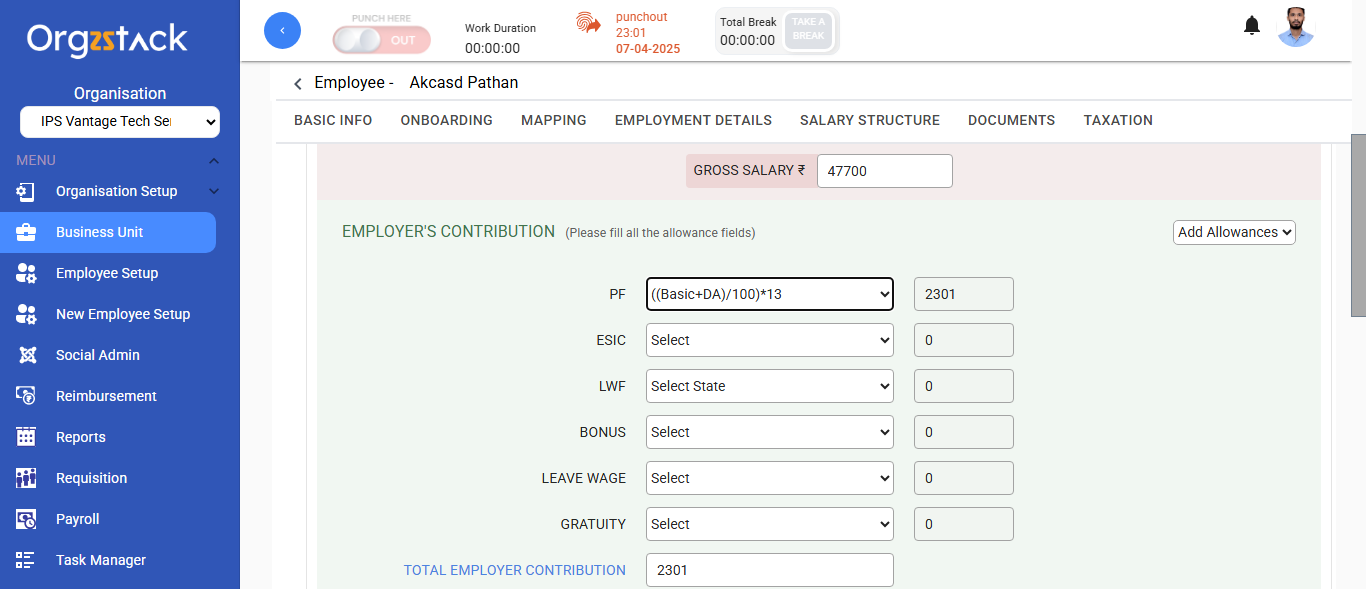 Orgzstack
Organisation
IPS Vantage Tech Se
MENU
Organisation Setup
Business Unit
Employee Setup
New Employee Setup
Social Admin
Reimbursement
Reports
Requisition
Payroll
Task Manager
PUNCH HERE
OUT
Work Duration
00:00:00
punchout
23:01
07-04-2025
Total Break
00:00:00
TAKE A
BREAK
Employee - Akcasd Pathan
BASIC INFO ONBOARDING MAPPING EMPLOYMENT DETAILS SALARY STRUCTURE DOCUMENTS TAXATION
GROSS SALARY ₹ 47700
EMPLOYER'S CONTRIBUTION (Please fill all the allowance fields) Add Allowances
PF ((Basic+DA)/100)*13 2301
ESIC Select 0
LWF Select State 0
BONUS Select 0
LEAVE WAGE Select 0
GRATUITY Select 0
TOTAL EMPLOYER CONTRIBUTION 2301